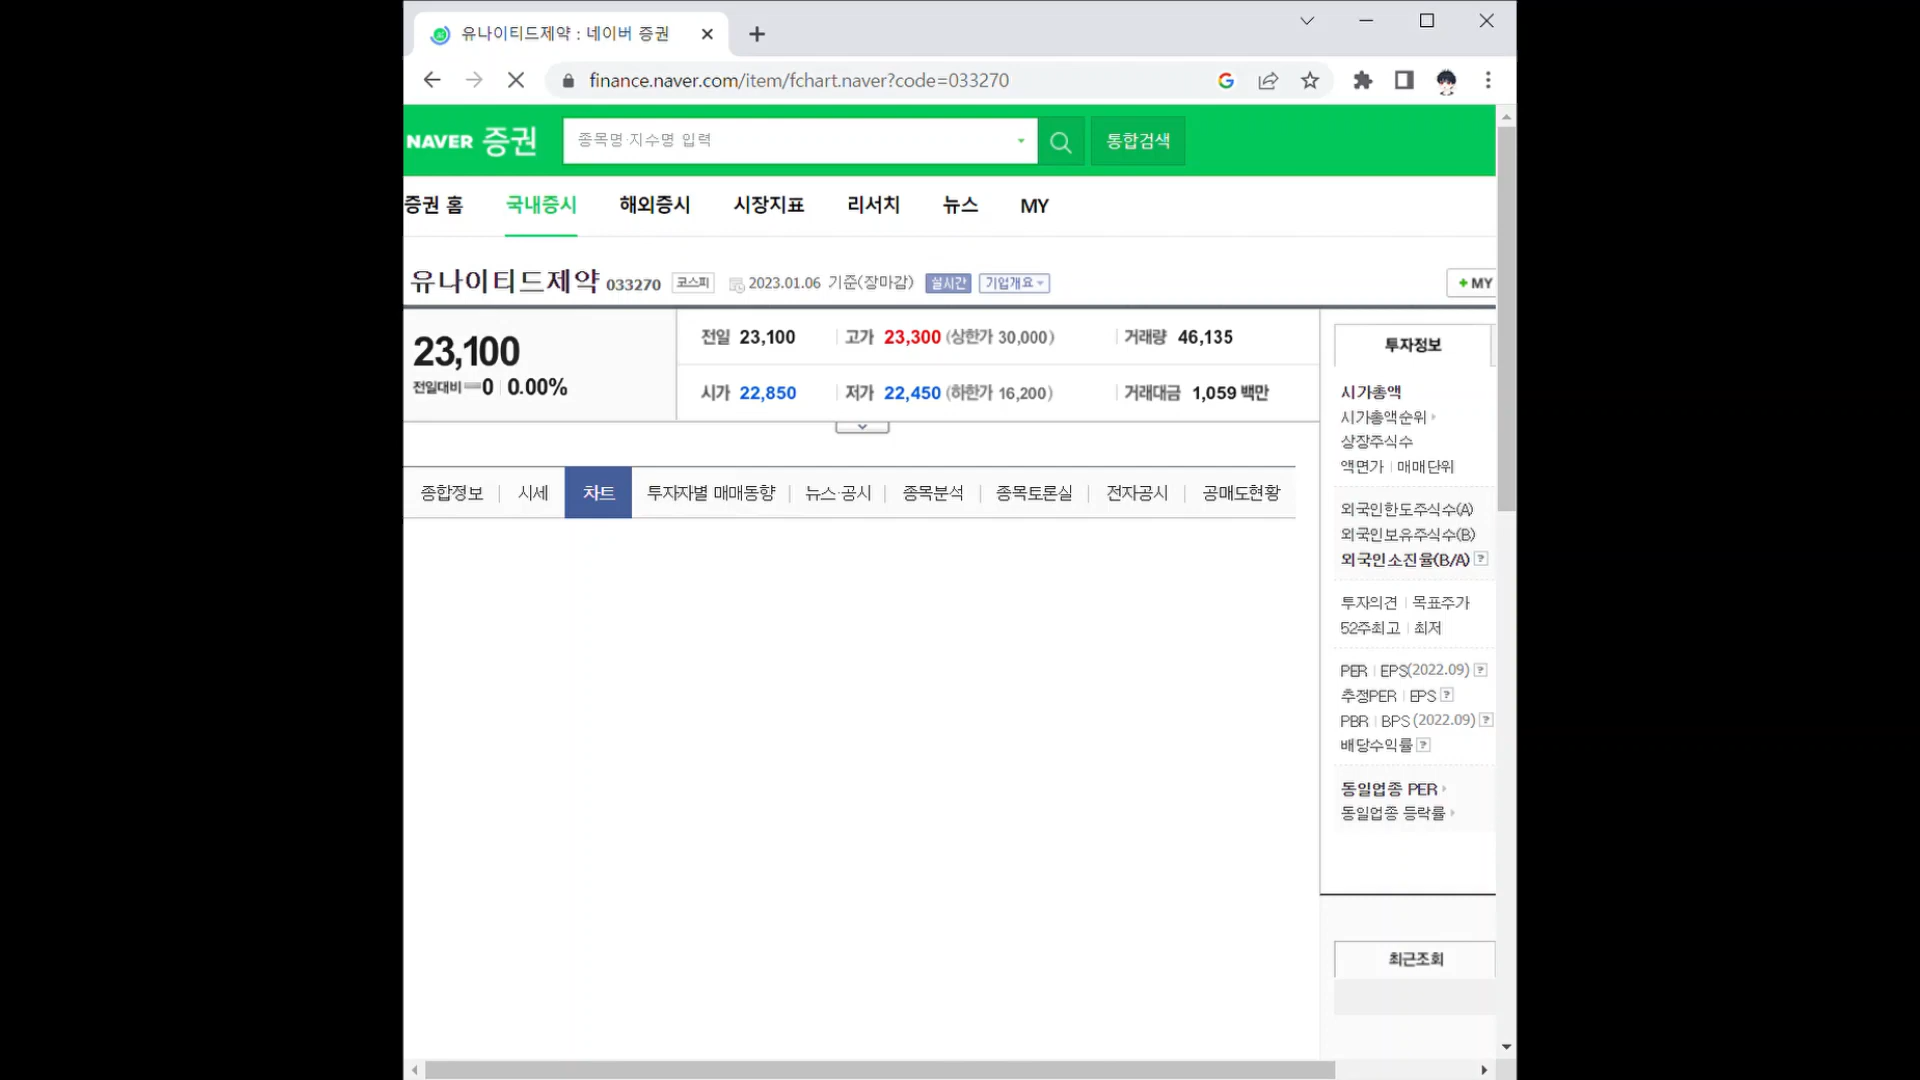 유나이티드제약 : 네이버 증권
finance.naver.com/item/fchart.naver?code=033270
NAVER 증권
종목명·지수명 입력
통합검색
증권 홈 국내증시 해외증시 시장지표 리서치 뉴스 MY
유나이티드제약 033270 코스피 2023.01.06 기준(장마감) 실시간 기업개요
+ MY
23,100
전일대비 0 0.00%
전일 23,100 고가 23,300 (상한가 30,000) 거래량 46,135
시가 22,850 저가 22,450 (하한가 16,200) 거래대금 1,059 백만
종합정보 시세 차트 투자자별 매매동향 뉴스·공시 종목분석 종목토론실 전자공시 공매도현황
투자정보
시가총액
시가총액순위
상장주식수
액면가 매매단위
외국인한도주식수(A)
외국인보유주식수(B)
외국인소진율(B/A) ?
투자의견 목표주가
52주최고 최저
PER EPS(2022.09) ?
추정PER EPS ?
PBR BPS (2022.09) ?
배당수익률 ?
동일업종 PER
동일업종 등락률
최근조회